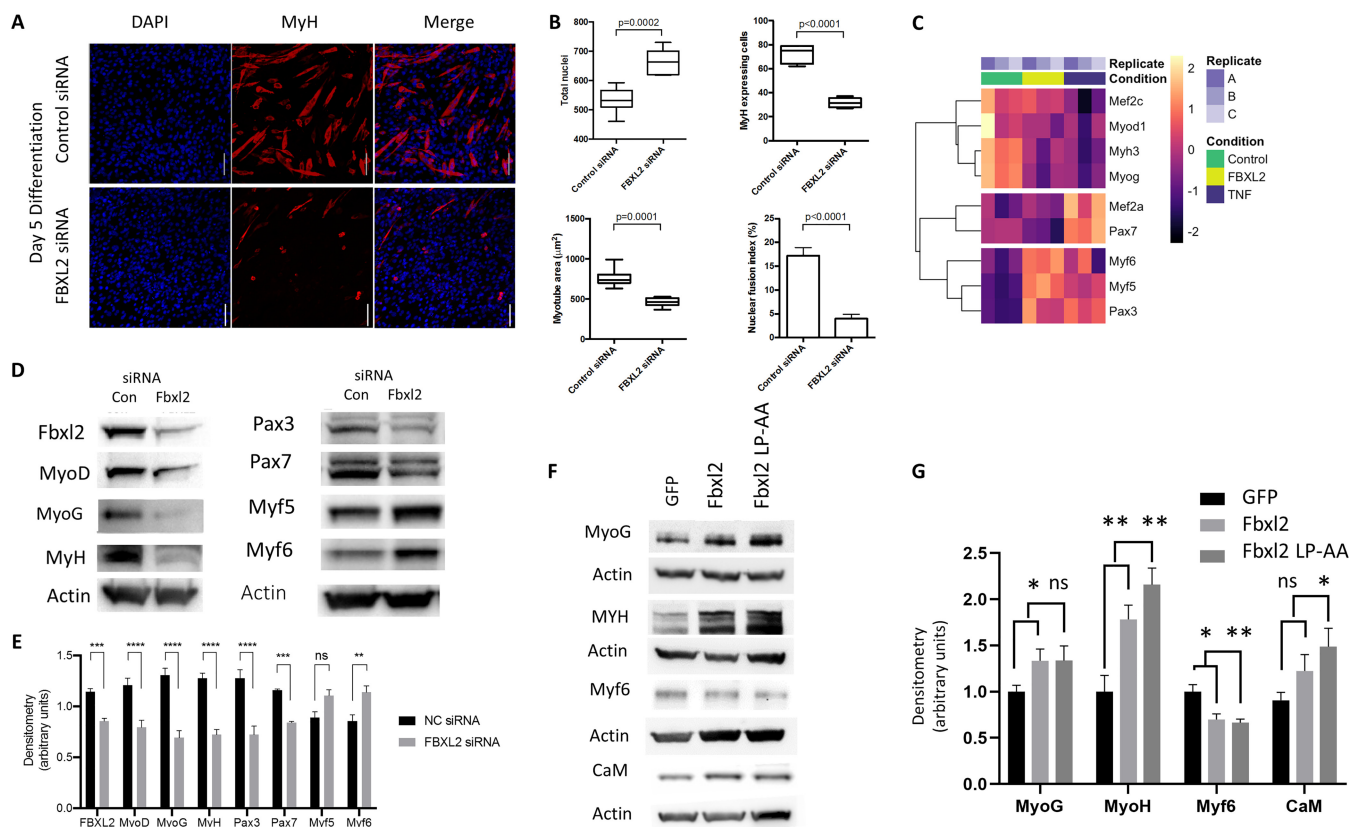 A
DAPI
MyH
Merge
Day 5 Differentiation
Control siRNA
FBXL2 siRNA
B
p=0.0002
Total nuclei
700
600
500
400
Control siRNA
FBXL2 siRNA
p<0.0001
MyH expressing cells
100
80
60
40
20
0
Control siRNA
FBXL2 siRNA
p=0.0001
Myotube area (μm²)
1500
1000
500
0
Control siRNA
FBXL2 siRNA
p<0.0001
Nuclear fusion index (%)
25
20
15
10
5
0
Control siRNA
FBXL2 siRNA
C
Replicate
Condition
Mef2c
Myod1
Myh3
Myog
Mef2a
Pax7
Myf6
Myf5
Pax3
2
1
0
-1
-2
Replicate
A
B
C
Condition
Control
FBXL2
TNF
D
siRNA
Con Fbxl2
Fbxl2
MyoD
MyoG
MyH
Actin
siRNA
Con Fbxl2
Pax3
Pax7
Myf5
Myf6
Actin
E
Densitometry
(arbitrary units)
1.5
1.0
0.5
0.0
*** **** **** **** **** *** ns **
NC siRNA
FBXL2 siRNA
FBXL2 MyoD MyoG MyH Pax3 Pax7 Myf5 Myf6
F
GFP
Fbxl2
Fbxl2 LP-AA
MyoG
Actin
MYH
Actin
Myf6
Actin
CaM
Actin
G
GFP
Fbxl2
Fbxl2 LP-AA
Densitometry
(arbitrary units)
2.5
2.0
1.5
1.0
0.5
0.0
* ns
** **
* **
ns *
MyoG MyoH Myf6 CaM